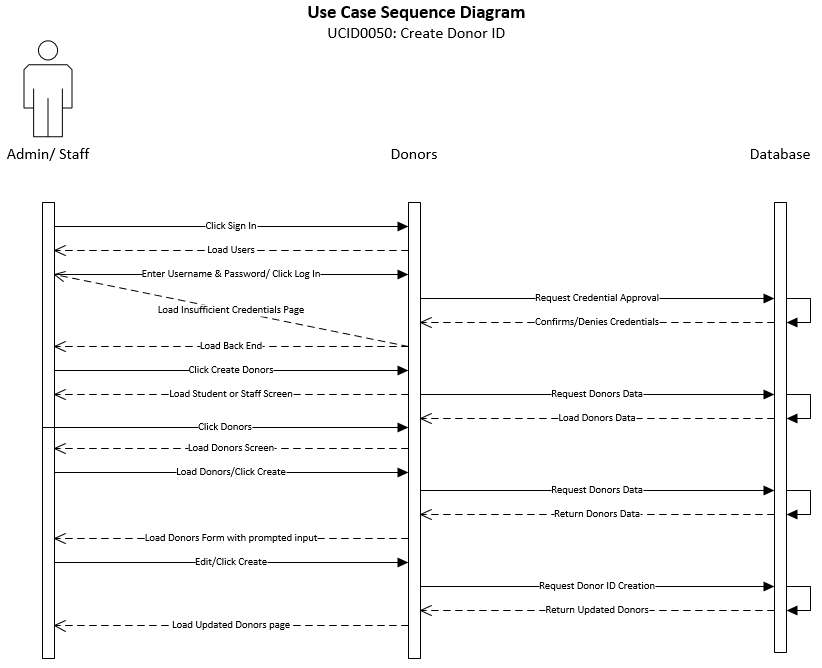 Use Case Sequence Diagram
UCID0050: Create Donor ID
Admin/ Staff
Donors
Database
Click Sign In
Load Users
Enter Username & Password/ Click Log In
Request Credential Approval
Load Insufficient Credentials Page
Confirms/Denies Credentials
Load Back End
Click Create Donors
Load Student or Staff Screen
Request Donors Data
Load Donors Data
Click Donors
Load Donors Screen
Load Donors/Click Create
Request Donors Data
Return Donors Data
Load Donors Form with prompted input
Edit/Click Create
Request Donor ID Creation
Return Updated Donors
Load Updated Donors page